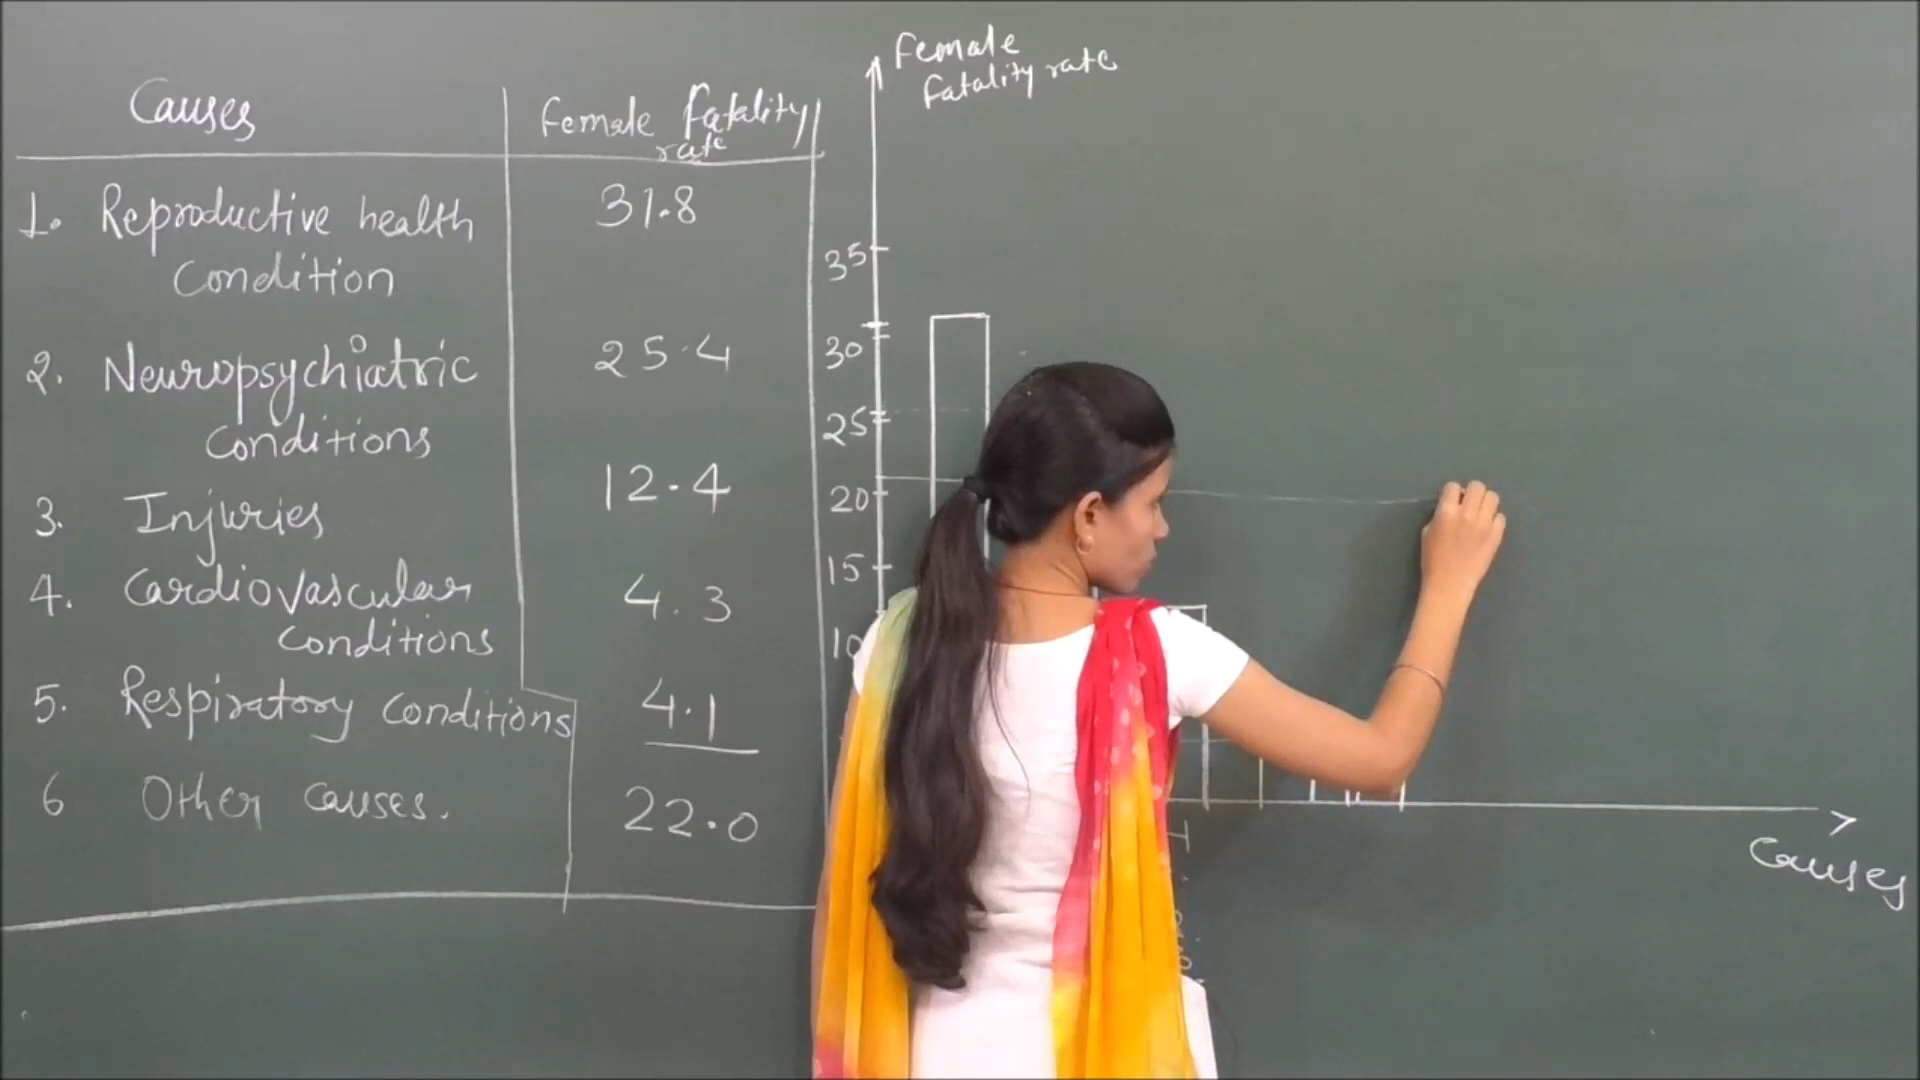 Causes
Female Fatality
rate
1. Reproductive health
Condition
31.8
2. Neuropsychiatric
Conditions
25.4
3. Injuries
12.4
4. Cardiovascular
Conditions
4.3
5. Respiratory Conditions
4.1
6 Other Causes.
22.0
Female
Fatality rate
35
30
25
20
15
10
Causes